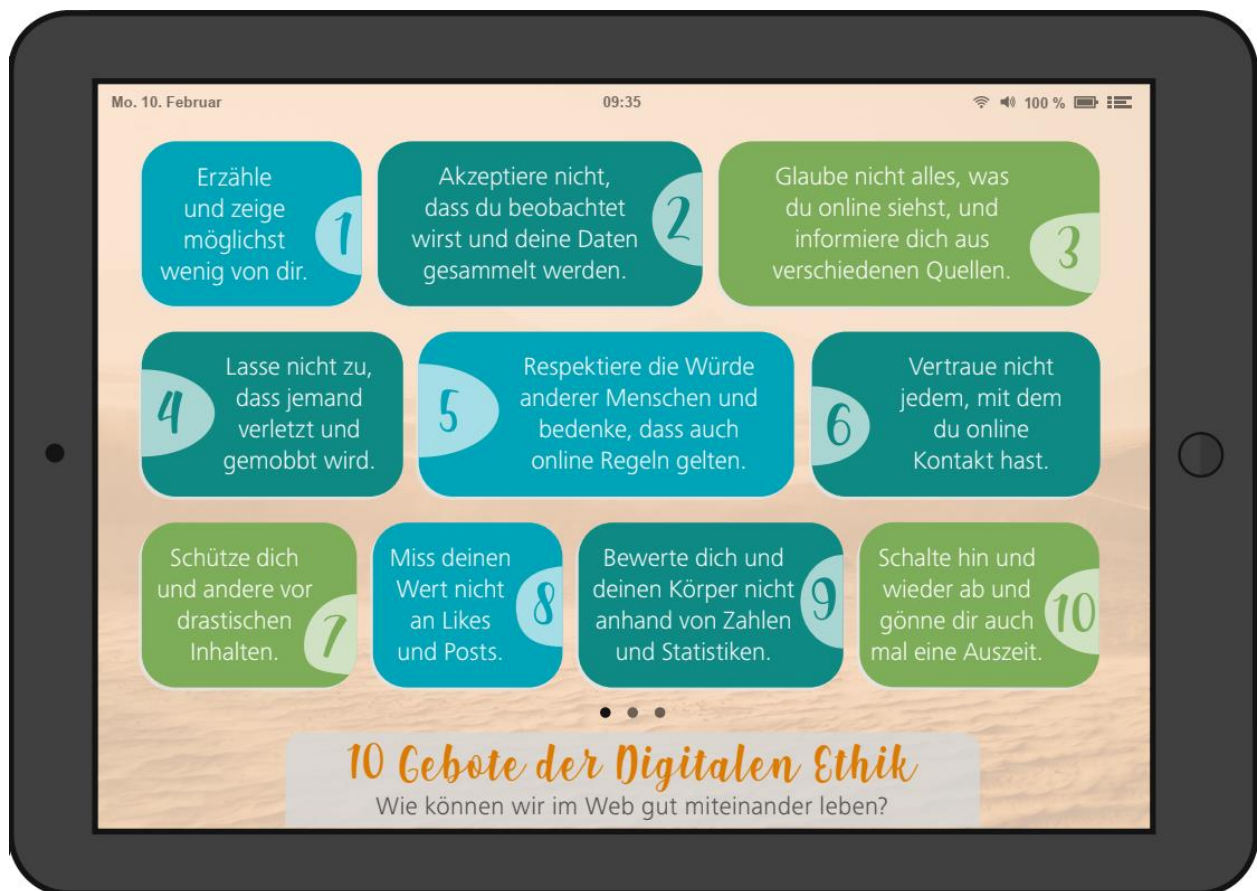 Mo. 10. Februar
09:35
100 %
Erzähle
und zeige
möglichst
wenig von dir.
1
Akzeptiere nicht,
dass du beobachtet
wirst und deine Daten
gesammelt werden.
2
Glaube nicht alles, was
du online siehst, und
informiere dich aus
verschiedenen Quellen.
3
4
Lasse nicht zu,
dass jemand
verletzt und
gemobbt wird.
5
Respektiere die Würde
anderer Menschen und
bedenke, dass auch
online Regeln gelten.
6
Vertraue nicht
jedem, mit dem
du online
Kontakt hast.
Schütze dich
und andere vor
drastischen
Inhalten.
7
Miss deinen
Wert nicht
an Likes
und Posts.
8
Bewerte dich und
deinen Körper nicht
anhand von Zahlen
und Statistiken.
9
Schalte hin und
wieder ab und
gönne dir auch
mal eine Auszeit.
10
10 Gebote der Digitalen Ethik
Wie können wir im Web gut miteinander leben?